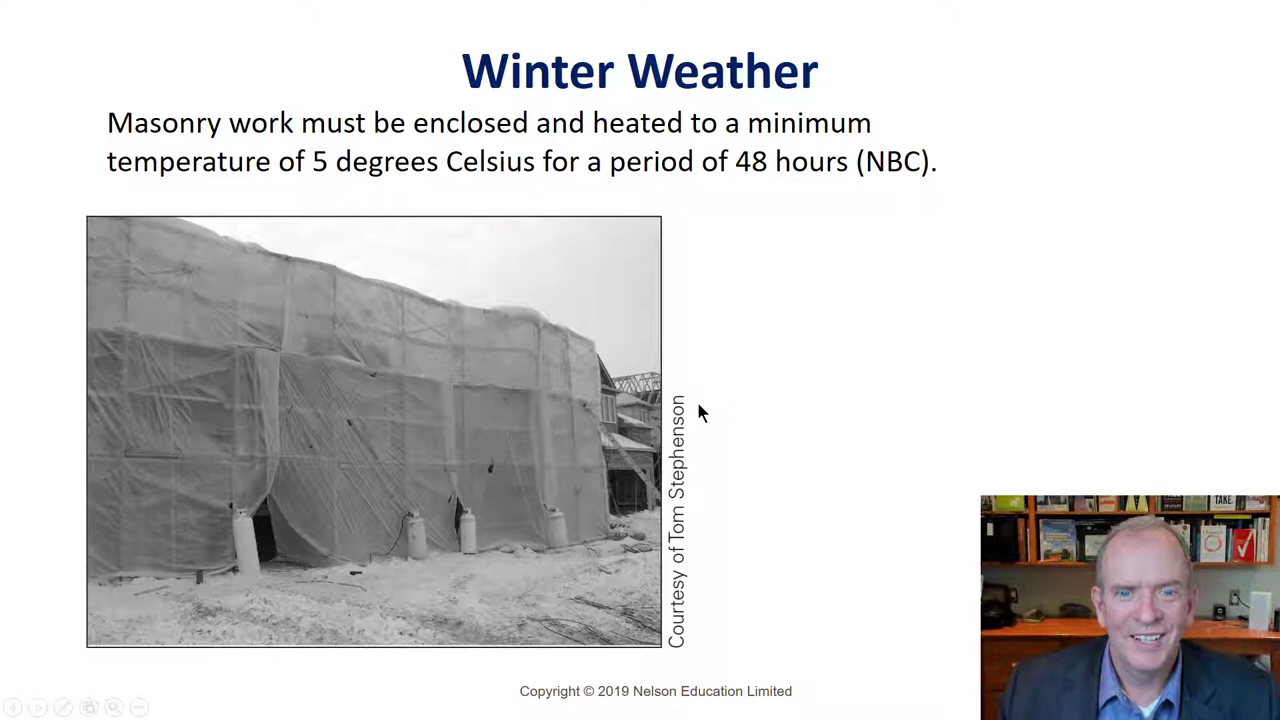 Winter Weather
Masonry work must be enclosed and heated to a minimum
temperature of 5 degrees Celsius for a period of 48 hours (NBC).
Courtesy of Tom Stephenson
Copyright © 2019 Nelson Education Limited